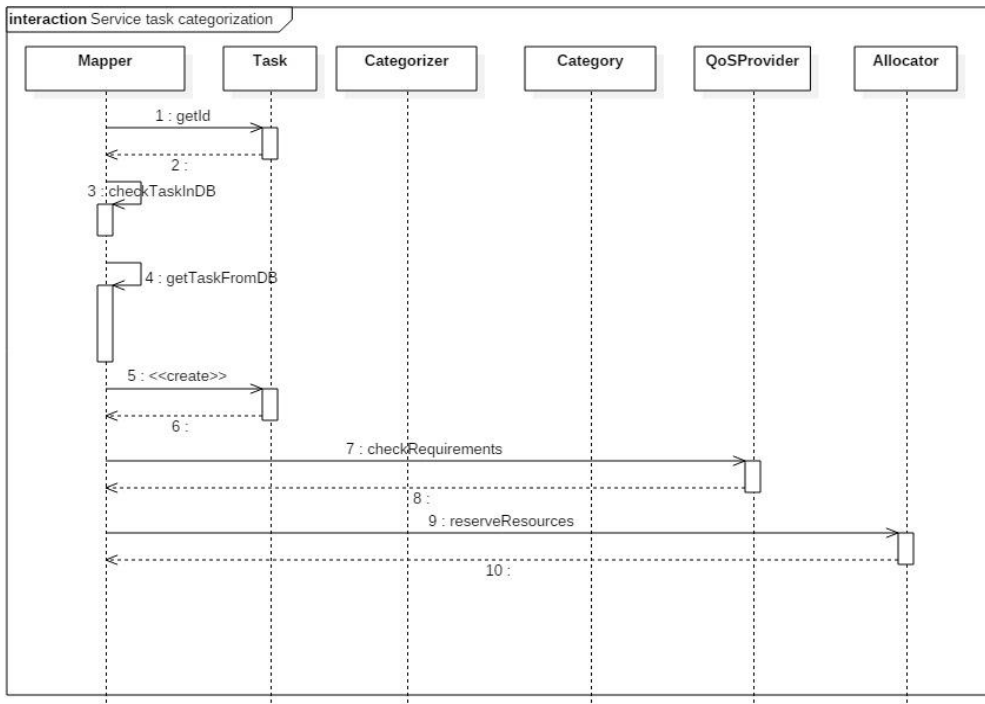 interaction Service task categorization
Mapper Task Categorizer Category QoSProvider Allocator
1 : getId
2 :
3 : checkTaskInDB
4 : getTaskFromDB
5 : <<create>>
6 :
7 : checkRequirements
8 :
9 : reserveResources
10 :